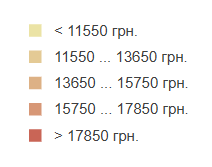 < 11550 грн.
11550 ... 13650 грн.
13650 ... 15750 грн.
15750 ... 17850 грн.
> 17850 грн.